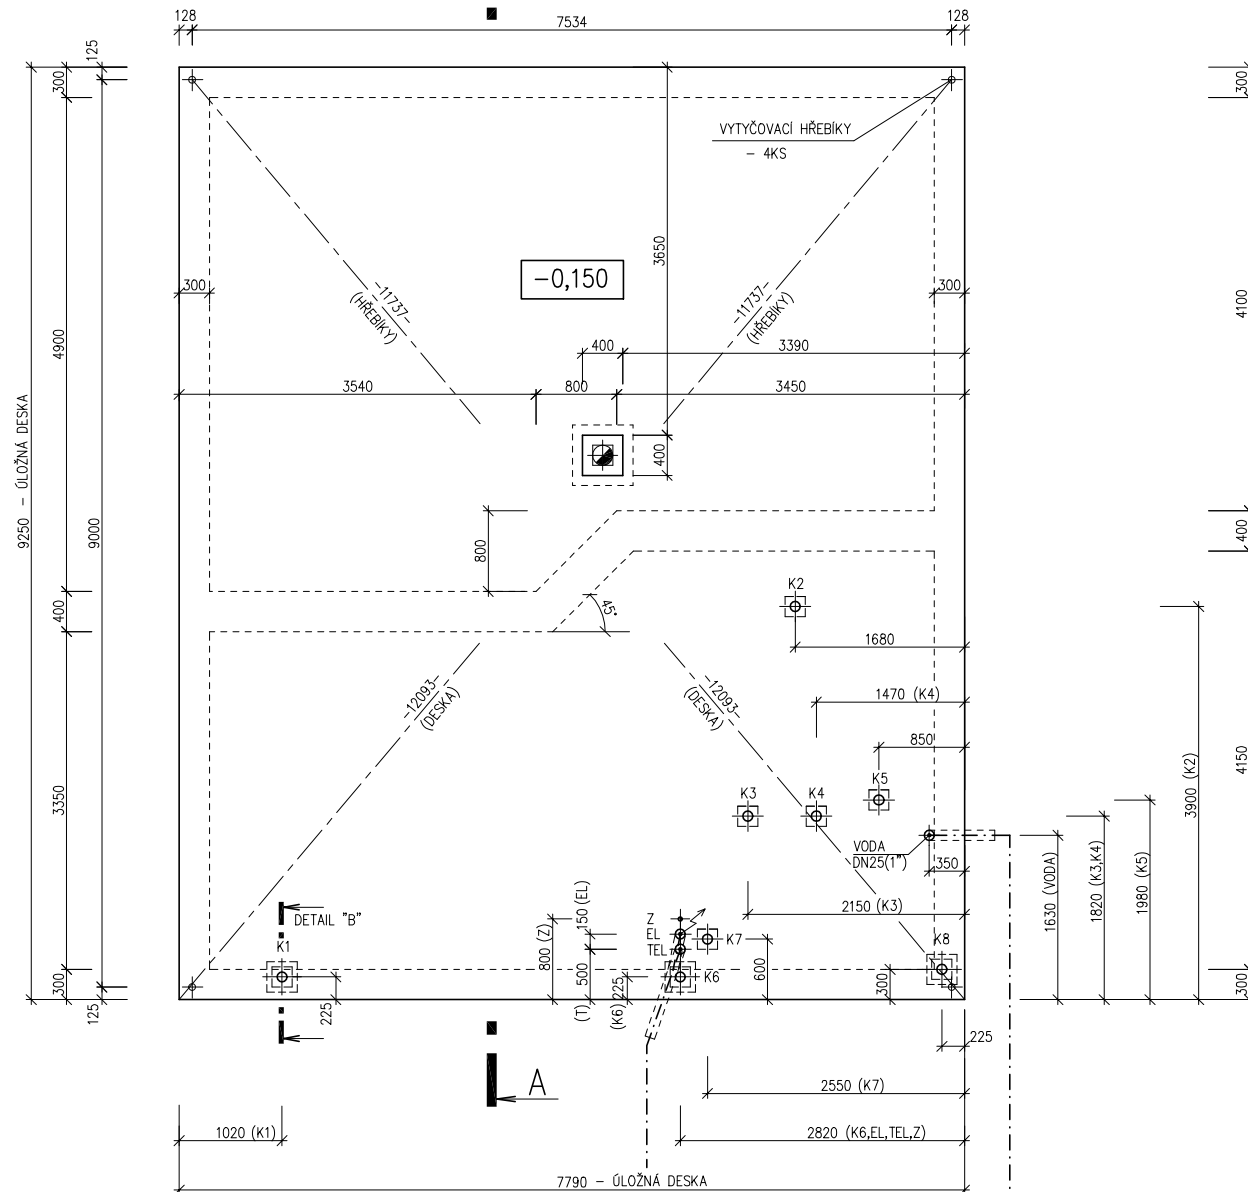 128
7534
128
125
300
300
VYTYČOVACÍ HŘEBÍKY
- 4KS
3650
-0,150
300
300
-11737-
(HŘEBÍKY)
-11737-
(HŘEBÍKY)
4100
4900
400
3390
3540
800
3450
400
9250 - ÚLOŽNÁ DESKA
9000
800
400
400
K2
45°
1680
-12093-
(DESKA)
-12093-
(DESKA)
1470 (K4)
850
3900 (K2)
4150
3350
K3
K4
K5
VODA
DN25(1")
350
1630 (VODA)
1820 (K3,K4)
1980 (K5)
2150 (K3)
DETAIL "B"
K1
800 (Z)
150 (EL)
Z
EL
TEL
K7
K8
500
(T)
225
(K6)
K6
600
300
300
300
125
225
225
A
2550 (K7)
1020 (K1)
2820 (K6,EL,TEL,Z)
7790 - ÚLOŽNÁ DESKA